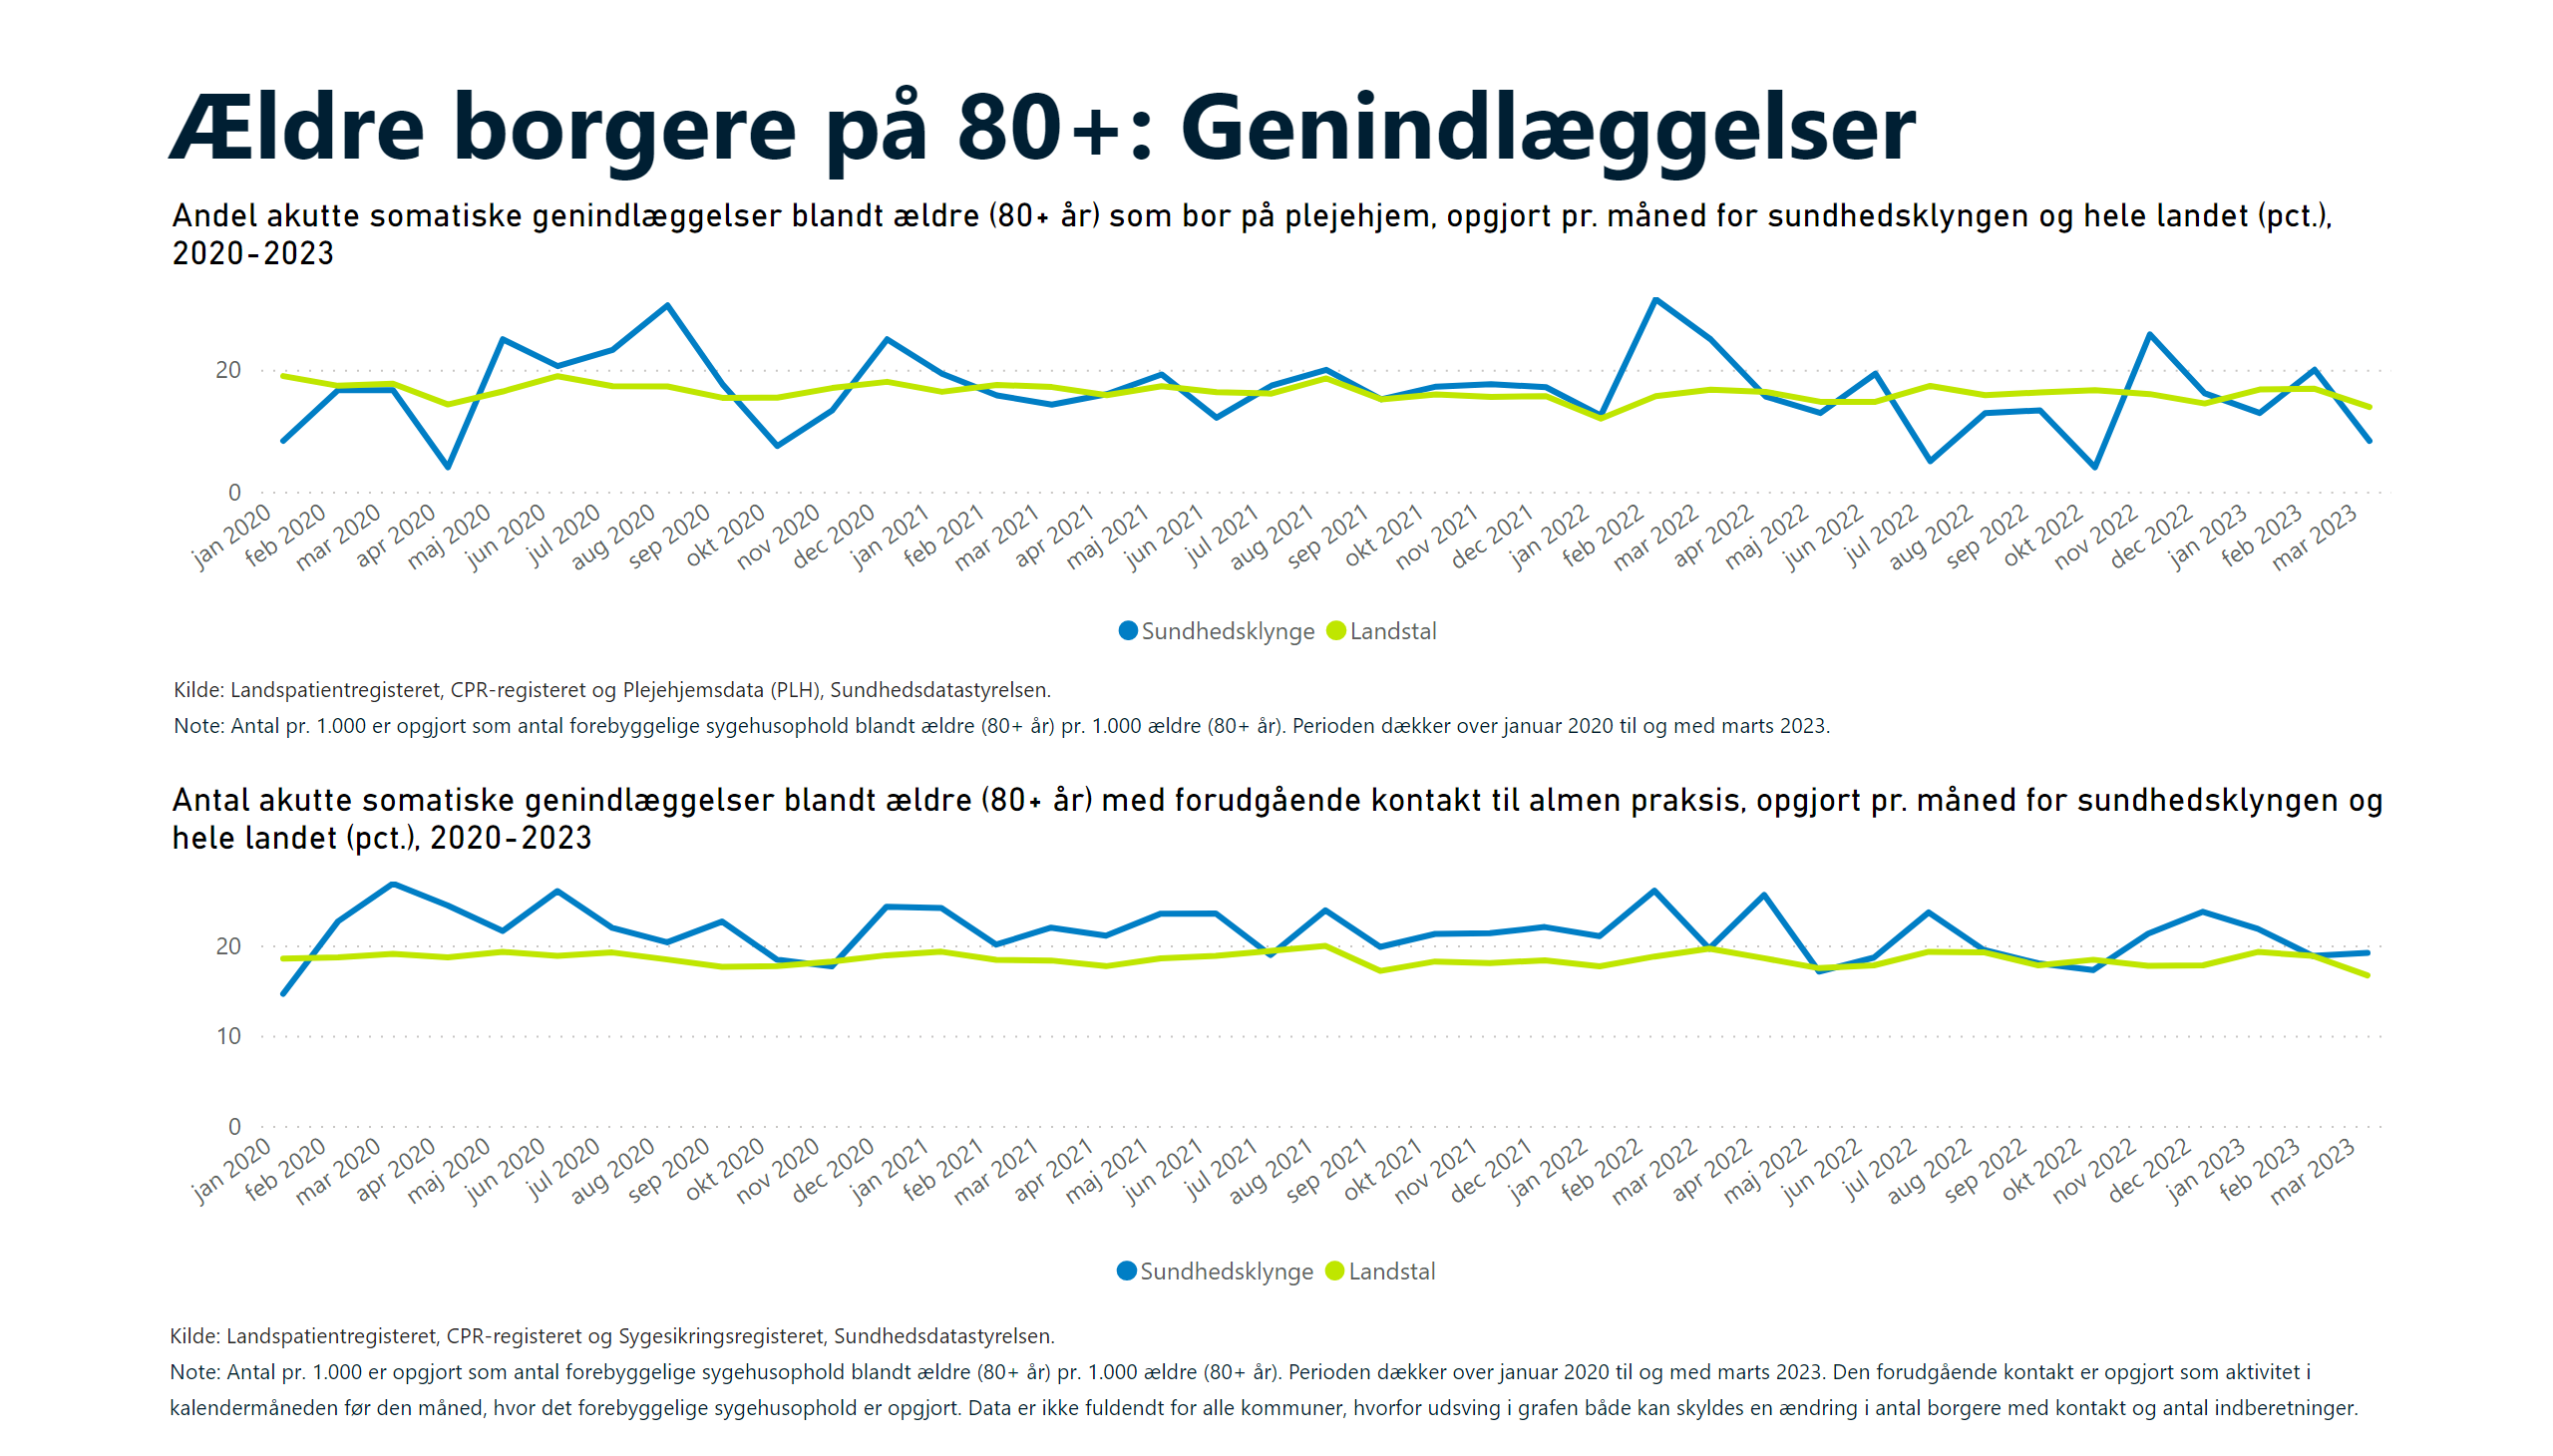 Ældre borgere på 80+: Genindlæggelser
Andel akutte somatiske genindlæggelser blandt ældre (80+ år) som bor på plejehjem, opgjort pr. måned for sundhedsklyngen og hele landet (pct.),
2020-2023
20
0
jan 2020
feb 2020
mar 2020
apr 2020
maj 2020
jun 2020
jul 2020
aug 2020
sep 2020
okt 2020
nov 2020
dec 2020
jan 2021
feb 2021
mar 2021
apr 2021
maj 2021
jun 2021
jul 2021
aug 2021
sep 2021
okt 2021
nov 2021
dec 2021
jan 2022
feb 2022
mar 2022
apr 2022
maj 2022
jun 2022
jul 2022
aug 2022
sep 2022
okt 2022
nov 2022
dec 2022
jan 2023
feb 2023
mar 2023
Sundhedsklynge Landstal
Kilde: Landspatientregisteret, CPR-registeret og Plejehjemsdata (PLH), Sundhedsdatastyrelsen.
Note: Antal pr. 1.000 er opgjort som antal forebyggelige sygehusophold blandt ældre (80+ år) pr. 1.000 ældre (80+ år). Perioden dækker over januar 2020 til og med marts 2023.
Antal akutte somatiske genindlæggelser blandt ældre (80+ år) med forudgående kontakt til almen praksis, opgjort pr. måned for sundhedsklyngen og
hele landet (pct.), 2020-2023
20
10
0
jan 2020
feb 2020
mar 2020
apr 2020
maj 2020
jun 2020
jul 2020
aug 2020
sep 2020
okt 2020
nov 2020
dec 2020
jan 2021
feb 2021
mar 2021
apr 2021
maj 2021
jun 2021
jul 2021
aug 2021
sep 2021
okt 2021
nov 2021
dec 2021
jan 2022
feb 2022
mar 2022
apr 2022
maj 2022
jun 2022
jul 2022
aug 2022
sep 2022
okt 2022
nov 2022
dec 2022
jan 2023
feb 2023
mar 2023
Sundhedsklynge Landstal
Kilde: Landspatientregisteret, CPR-registeret og Sygesikringsregisteret, Sundhedsdatastyrelsen.
Note: Antal pr. 1.000 er opgjort som antal forebyggelige sygehusophold blandt ældre (80+ år) pr. 1.000 ældre (80+ år). Perioden dækker over januar 2020 til og med marts 2023. Den forudgående kontakt er opgjort som aktivitet i
kalendermåneden før den måned, hvor det forebyggelige sygehusophold er opgjort. Data er ikke fuldendt for alle kommuner, hvorfor udsving i grafen både kan skyldes en ændring i antal borgere med kontakt og antal indberetninger.